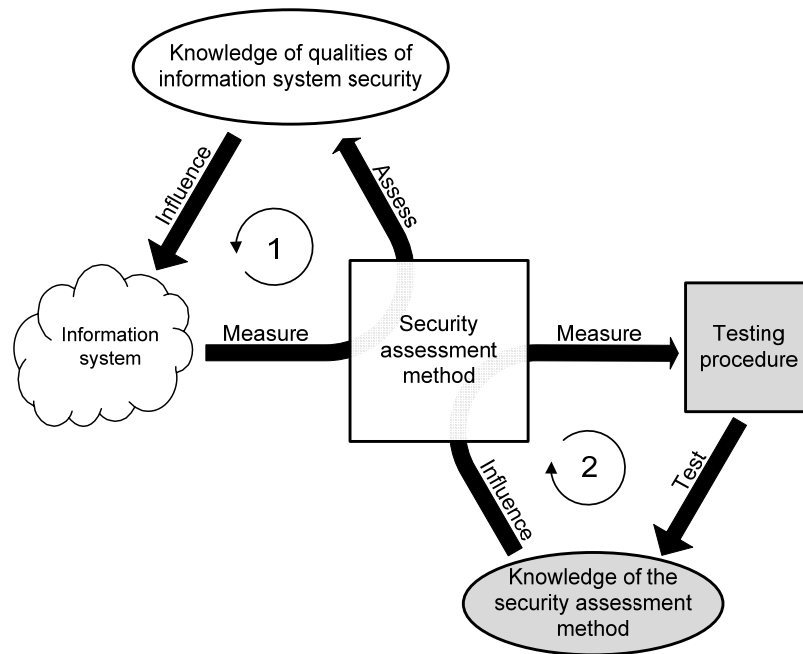 Knowledge of qualities of
information system security
Influence
Assess
1
Information
system
Measure
Security
assessment
method
Measure
Testing
procedure
Influence
2
Test
Knowledge of the
security assessment
method